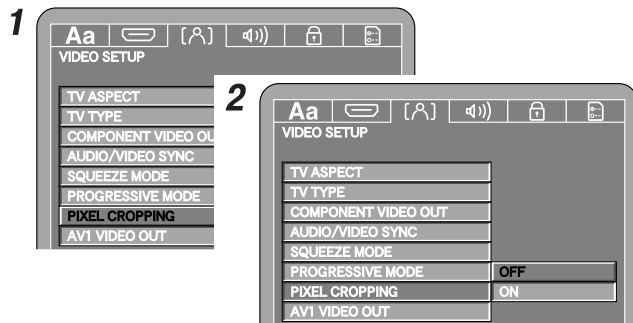 1
Aa
VIDEO SETUP
TV ASPECT
TV TYPE
COMPONENT VIDEO OU
AUDIO/VIDEO SYNC
SQUEEZE MODE
PROGRESSIVE MODE
PIXEL CROPPING
AV1 VIDEO OUT
2
Aa
VIDEO SETUP
TV ASPECT
TV TYPE
COMPONENT VIDEO OUT
AUDIO/VIDEO SYNC
SQUEEZE MODE
PROGRESSIVE MODE OFF
PIXEL CROPPING ON
AV1 VIDEO OUT